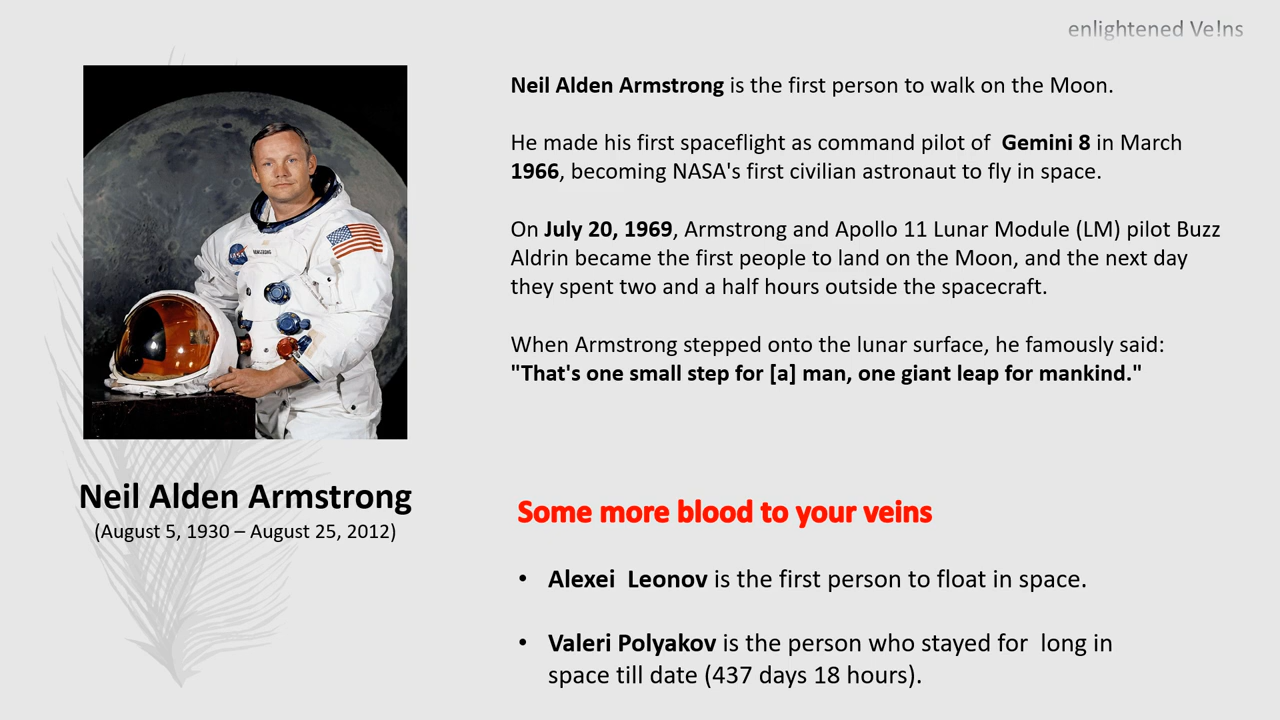 enlightened Ve!ns
Neil Alden Armstrong is the first person to walk on the Moon.
He made his first spaceflight as command pilot of  Gemini 8 in March
1966, becoming NASA's first civilian astronaut to fly in space.
On July 20, 1969, Armstrong and Apollo 11 Lunar Module (LM) pilot Buzz
Aldrin became the first people to land on the Moon, and the next day
they spent two and a half hours outside the spacecraft.
When Armstrong stepped onto the lunar surface, he famously said:
"That's one small step for [a] man, one giant leap for mankind."
NASA
Neil Alden Armstrong
(August 5, 1930 – August 25, 2012)
Some more blood to your veins
• Alexei  Leonov is the first person to float in space.
• Valeri Polyakov is the person who stayed for  long in
space till date (437 days 18 hours).